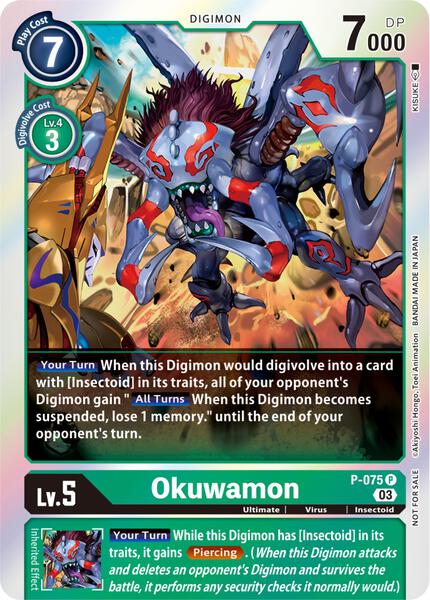 DIGIMON
Play Cost
7
7000 DP
Digivolve Cost
Lv.4
3
KISUKE
©Akiyoshi Hongo, Toei Animation BANDAI MADE IN JAPAN
NOT FOR SALE
Your Turn When this Digimon would digivolve into a card
with [Insectoid] in its traits, all of your opponent's
Digimon gain " All Turns When this Digimon becomes
suspended, lose 1 memory." until the end of your
opponent's turn.
P-075 P
Lv.5 Okuwamon 03
Ultimate | Virus | Insectoid
Inherited Effect
Your Turn While this Digimon has [Insectoid] in its
traits, it gains Piercing . (When this Digimon attacks
and deletes an opponent's Digimon and survives the
battle, it performs any security checks it normally would.)